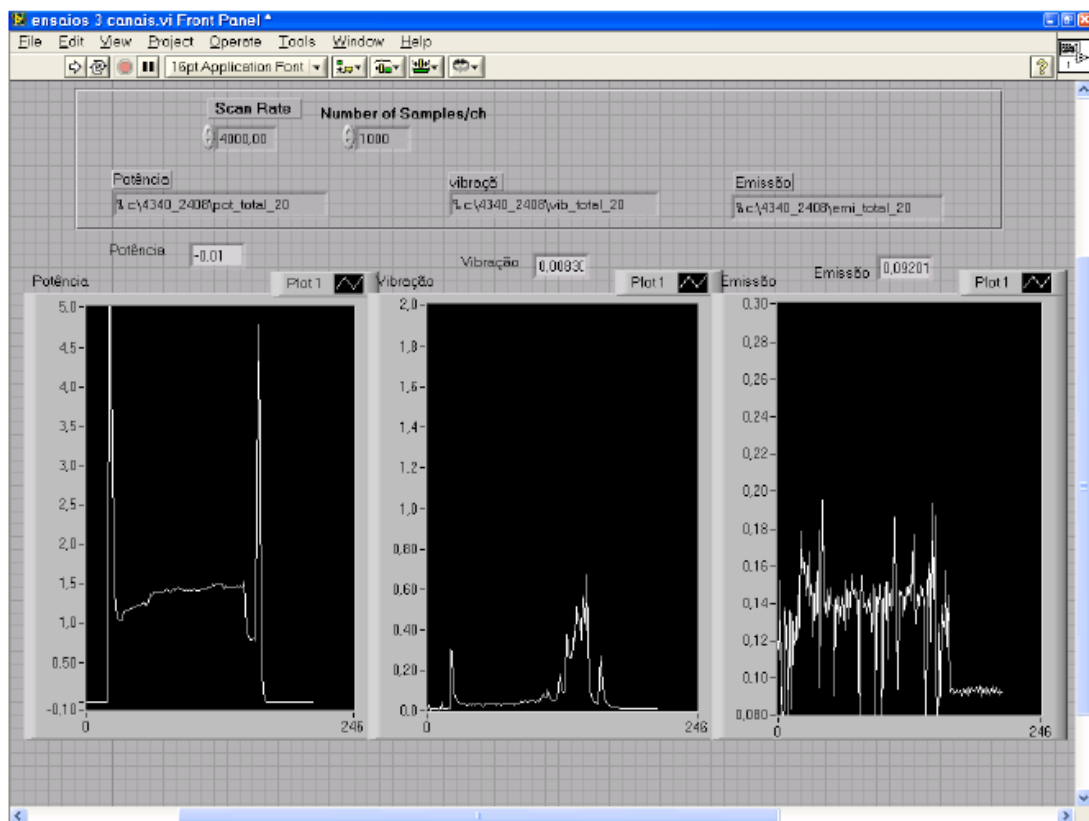 ensaios 3 canais.vi Front Panel *
File Edit View Project Operate Tools Window Help
16pt Application Font
?
1
Scan Rate
Number of Samples/ch
4000,00
1000
Potência
vibraçã
Emissão
% c:\4340_2408\pot_total_20
% c:\4340_2408\vib_total_20
% c:\4340_2408\emi_total_20
Potência -0.01
Vibração
Emissão 0,09201
Potência Plot 1
Vibração Plot 1
Emissão Plot 1
5.0-
4,5-
4,0-
3,5-
3,0-
2,5-
2,0-
1,5-
1,0-
0.50-
-0,10-
0 246
2,0-
1,8-
1,6-
1,4-
1.2-
1,0-
0,80-
0,60-
0.40-
0,20-
0.0-
0 246
0.30-
0,28-
0,26-
0.24-
0,22-
0,20-
0,18-
0.16-
0,14-
0,12-
0.10-
0,080-
0 246